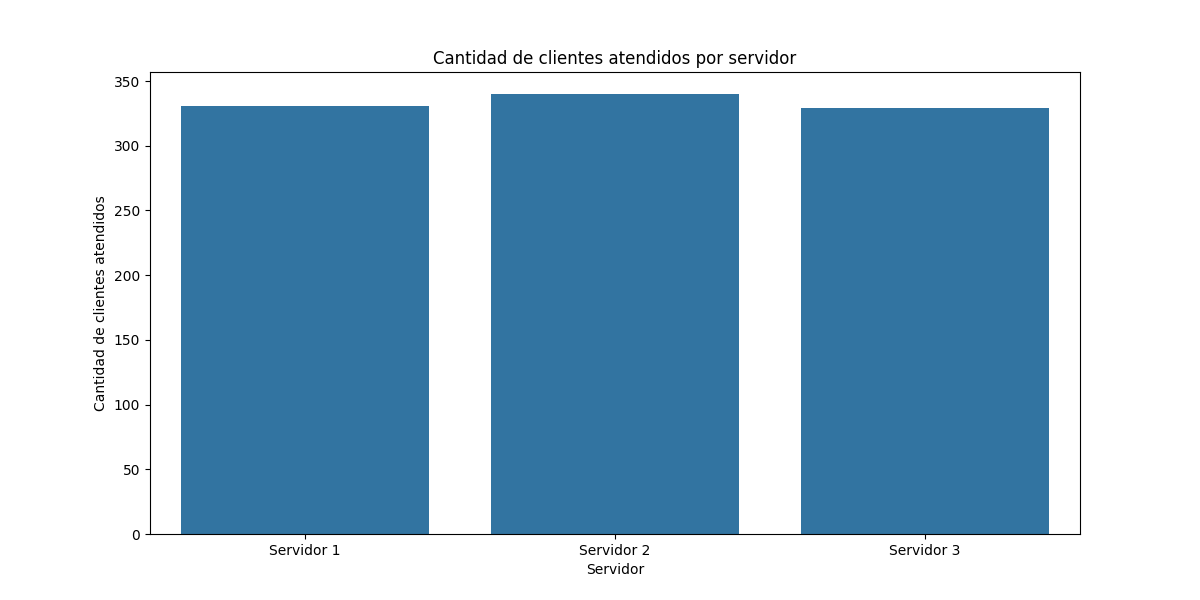 Cantidad de clientes atendidos por servidor
Cantidad de clientes atendidos
350
300
250
200
150
100
50
0
Servidor 1
Servidor 2
Servidor 3
Servidor